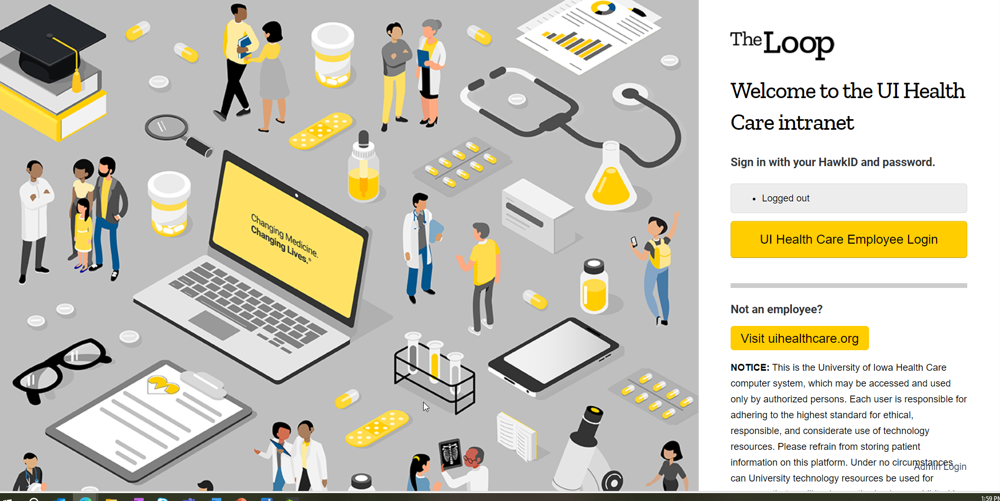 The Loop
Welcome to the UI Health
Care intranet
Sign in with your HawkID and password.
• Logged out
UI Health Care Employee Login
Not an employee?
Visit uihealthcare.org
NOTICE: This is the University of Iowa Health Care
computer system, which may be accessed and used
only by authorized persons. Each user is responsible for
adhering to the highest standard for ethical,
responsible, and considerate use of technology
resources. Please refrain from storing patient
information on this platform. Under no circumstances
Admin Login
can University technology resources be used for
Changing Medicine.
Changing Lives.®
1:59 PM